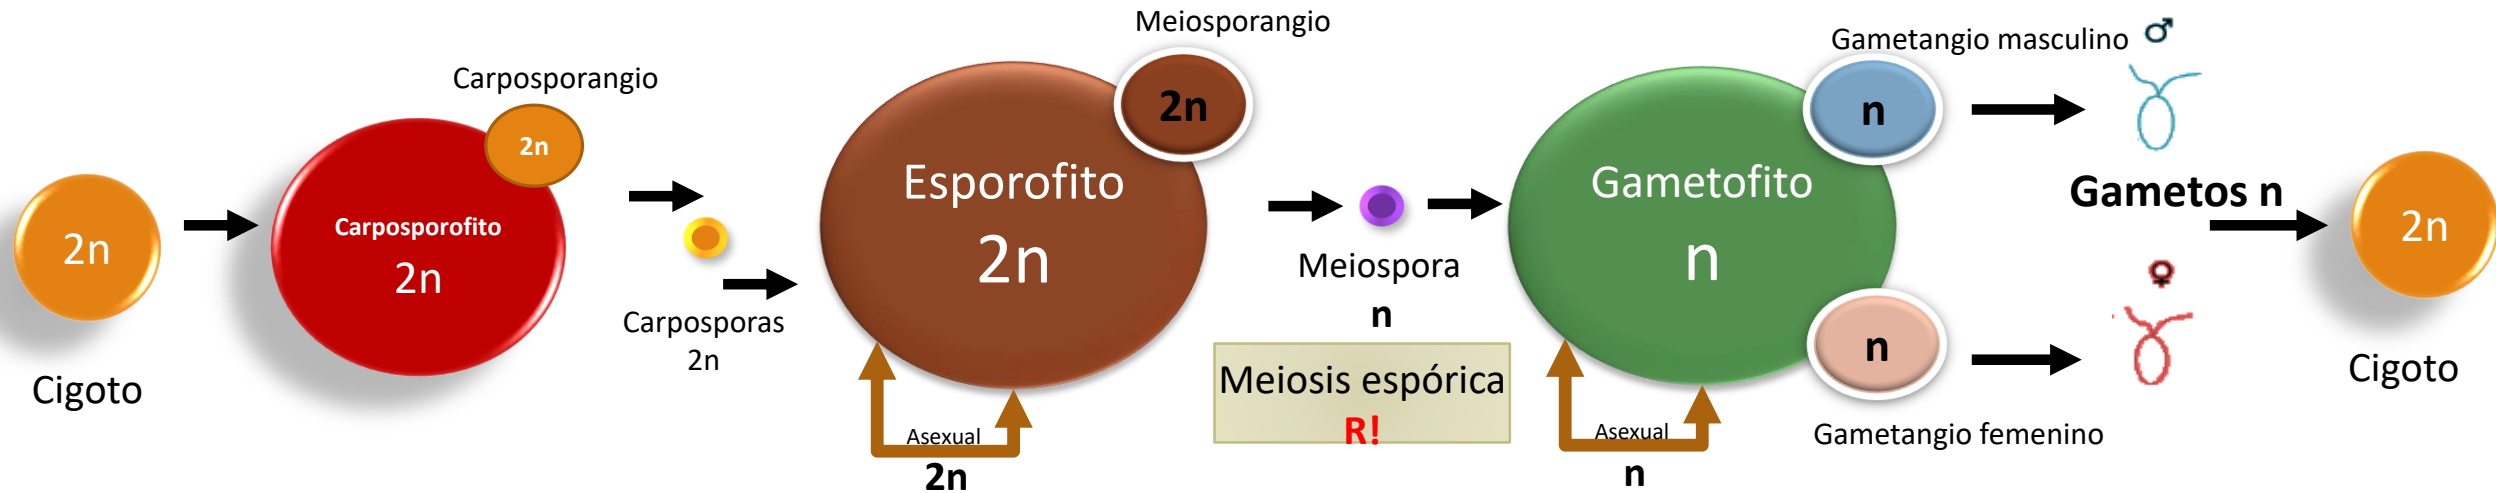 2n
Cigoto
Carposporangio
2n
Carposporofito
2n
Carposporas
2n
Meiosporangio
2n
Esporofito
2n
Asexual
2n
Meiospora
n
Meiosis espórica
R!
Gametofito
n
Asexual
n
Gametangio masculino ♂
n
Gametos n
♀
n
Gametangio femenino
2n
Cigoto